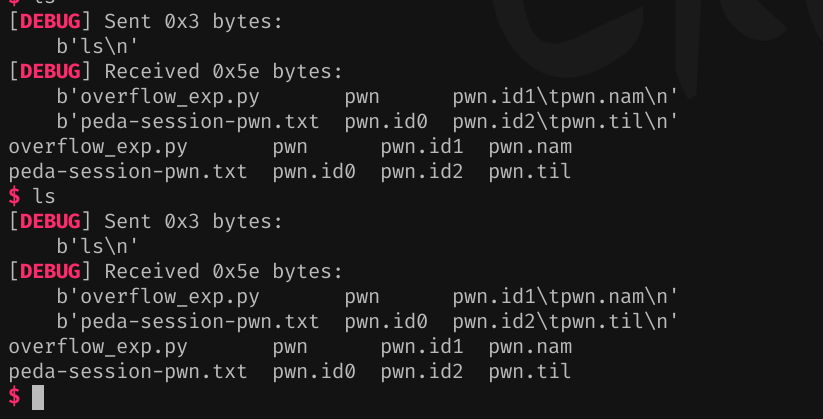 $ ls
[DEBUG] Sent 0x3 bytes:
    b'ls\n'
[DEBUG] Received 0x5e bytes:
    b'overflow_exp.py       pwn      pwn.id1\tpwn.nam\n'
    b'peda-session-pwn.txt  pwn.id0  pwn.id2\tpwn.til\n'
overflow_exp.py       pwn      pwn.id1  pwn.nam
peda-session-pwn.txt  pwn.id0  pwn.id2  pwn.til
$ ls
[DEBUG] Sent 0x3 bytes:
    b'ls\n'
[DEBUG] Received 0x5e bytes:
    b'overflow_exp.py       pwn      pwn.id1\tpwn.nam\n'
    b'peda-session-pwn.txt  pwn.id0  pwn.id2\tpwn.til\n'
overflow_exp.py       pwn      pwn.id1  pwn.nam
peda-session-pwn.txt  pwn.id0  pwn.id2  pwn.til
$